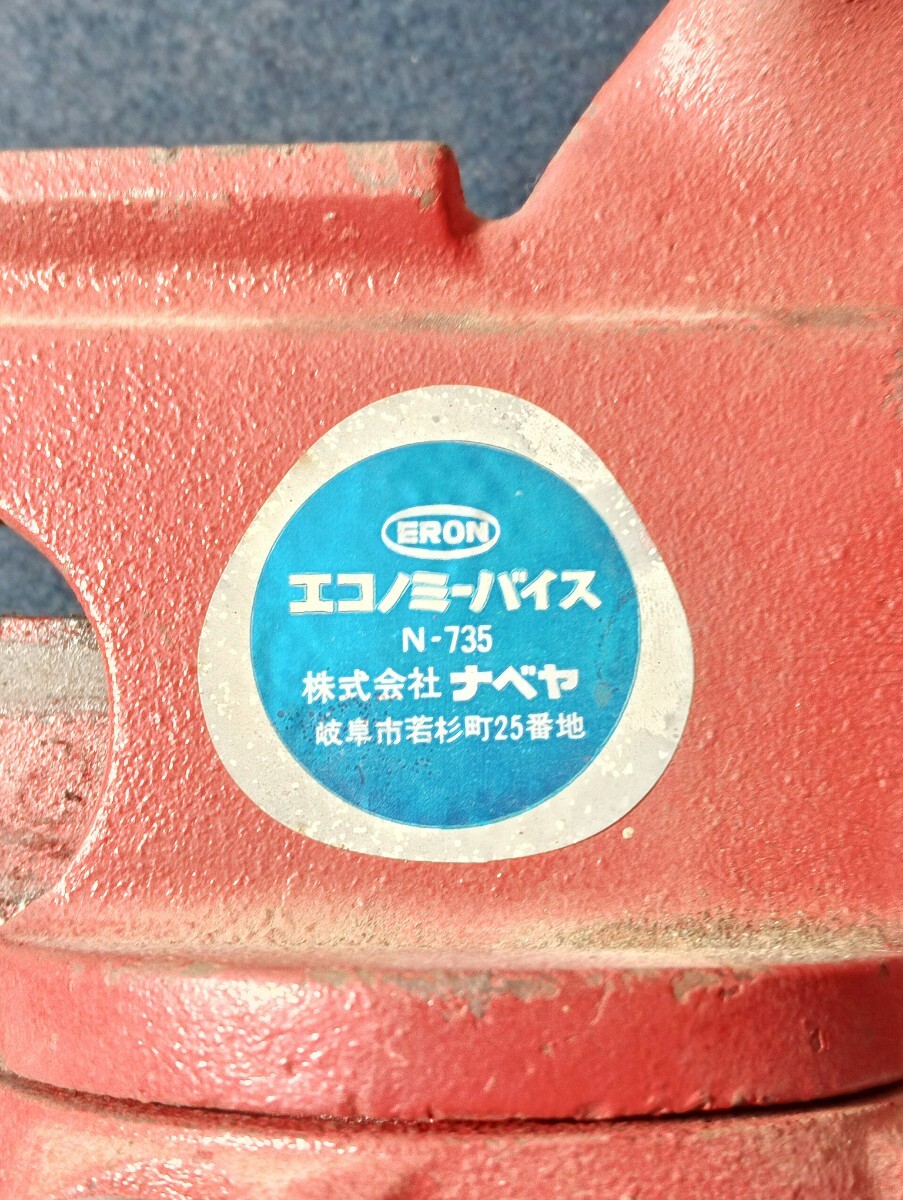 ERON
エコノミーバイス
N-735
株式会社 ナベヤ
岐阜市若杉町25番地